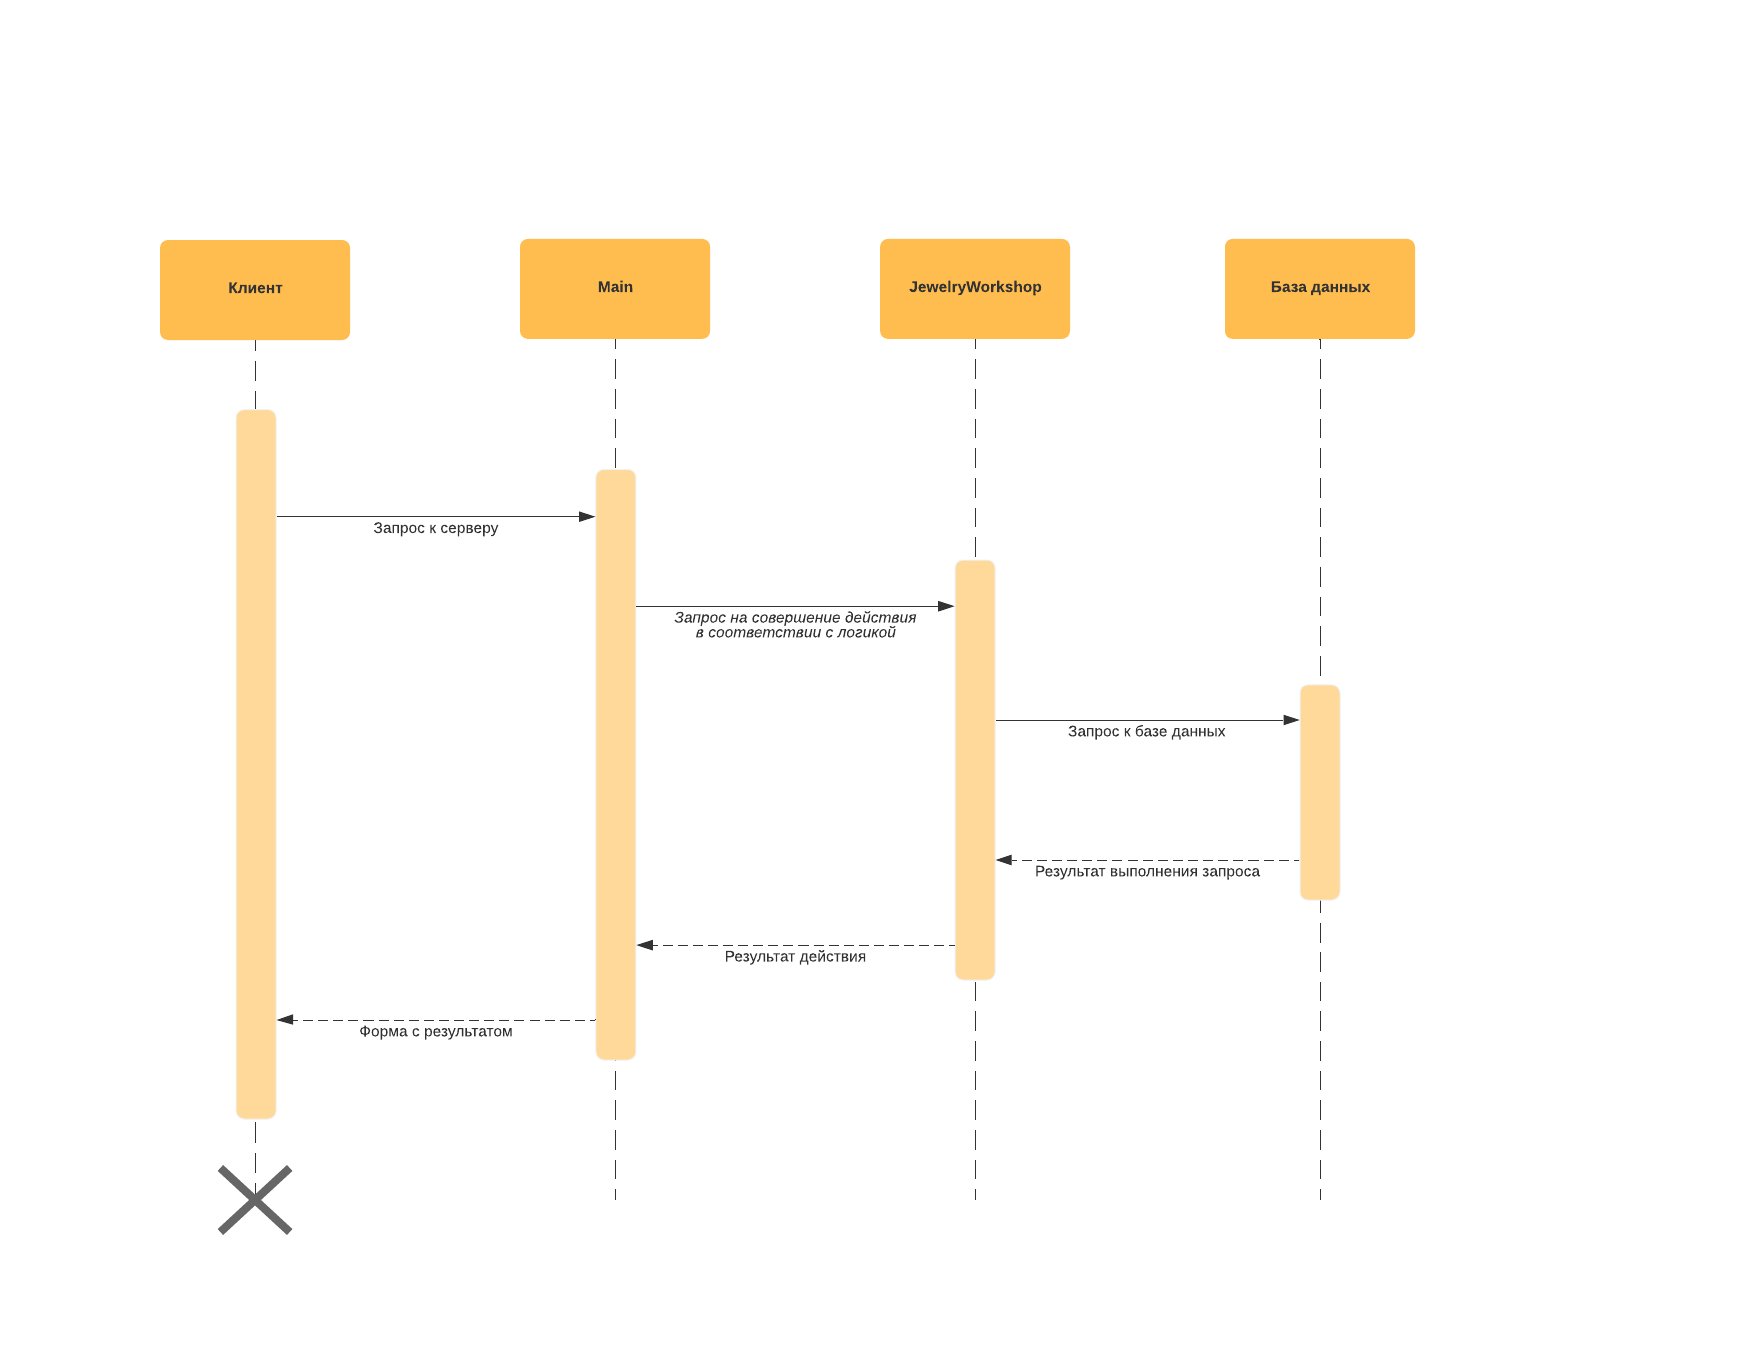 Клиент
Main
JewelryWorkshop
База данных
Запрос к серверу
Запрос на совершение действия
в соответствии с логикой
Запрос к базе данных
Результат выполнения запроса
Результат действия
Форма с результатом